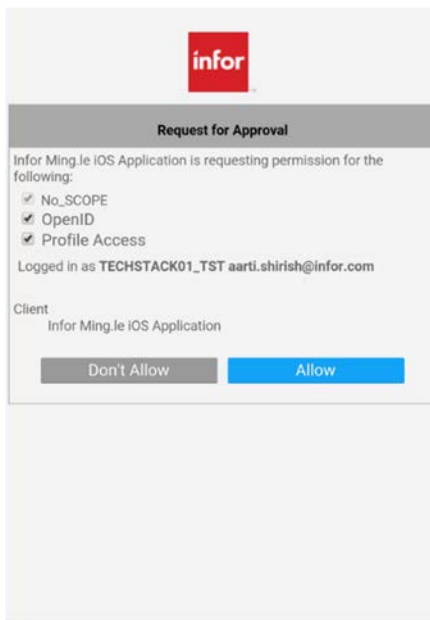 infor
Request for Approval
Infor Ming.le iOS Application is requesting permission for the
following:
No_SCOPE
OpenID
Profile Access
Logged in as TECHSTACK01_TST aarti.shirish@infor.com
Client
Infor Ming.le iOS Application
Don't Allow
Allow